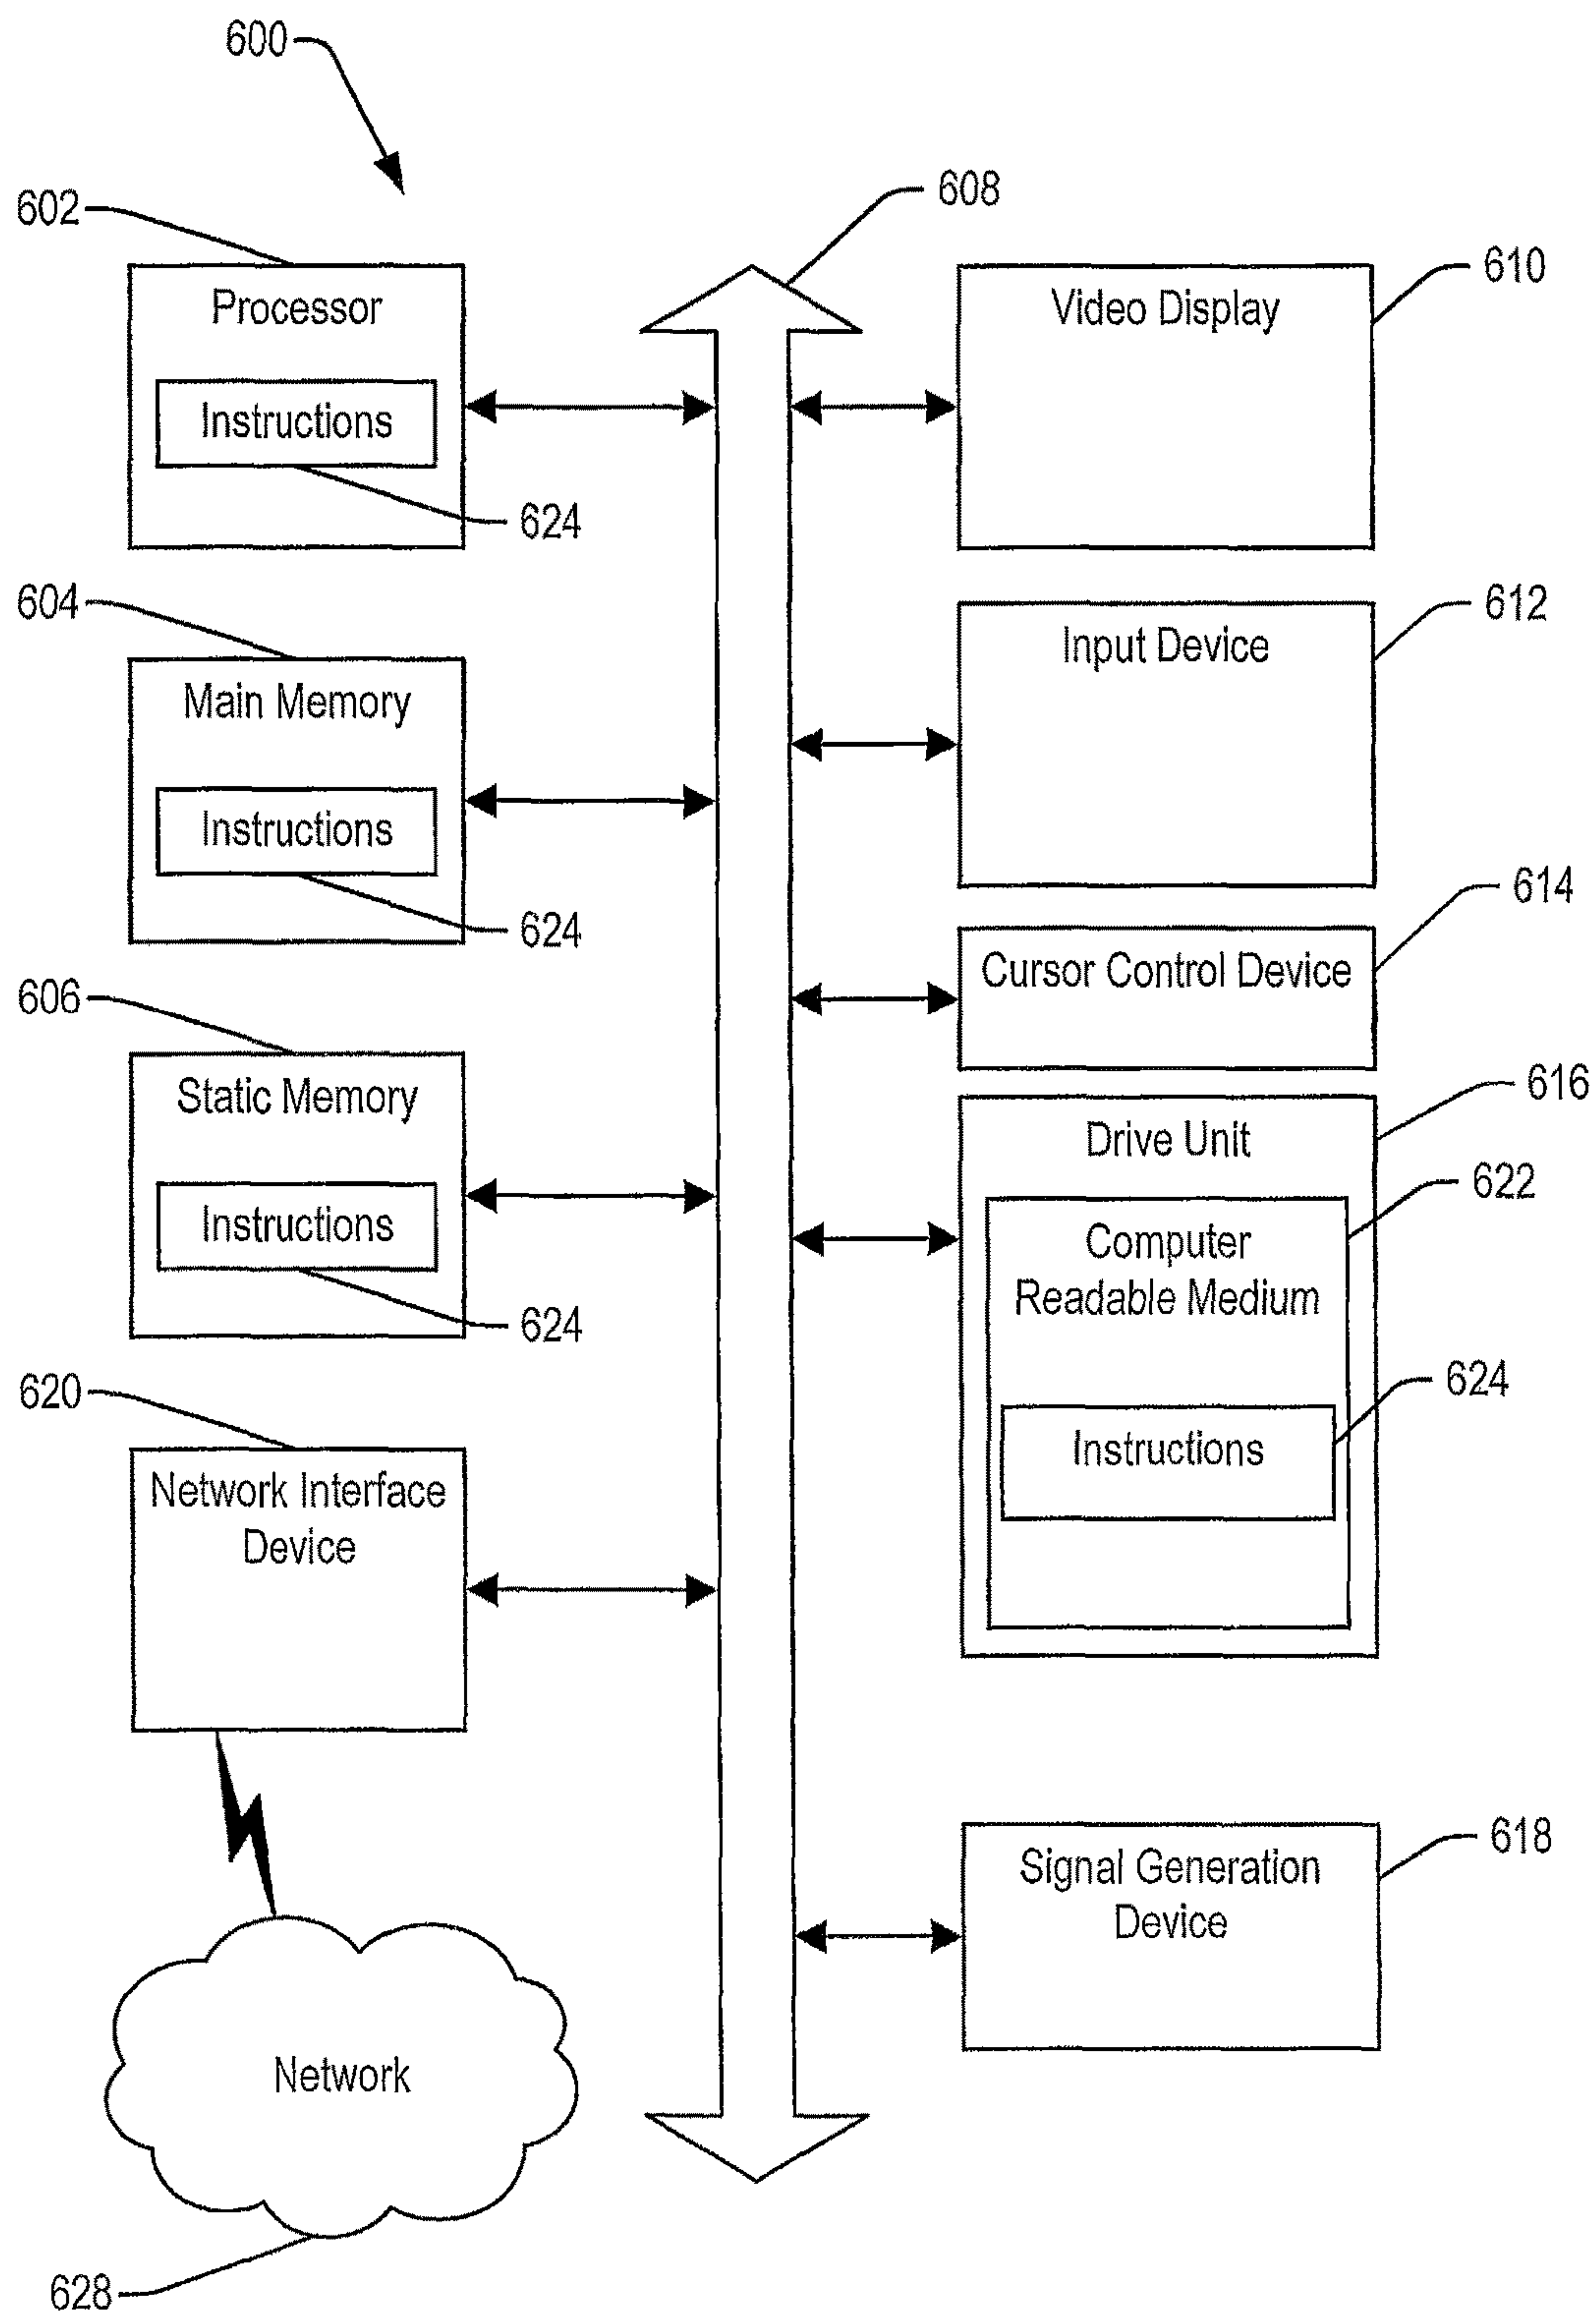 600
608
602
610
Processor
Video Display
Instructions
624
604
612
Main Memory
Input Device
Instructions
624
614
Cursor Control Device
606
616
Static Memory
Drive Unit
622
Instructions
Computer
Readable Medium
624
620
624
Network Interface
Device
Instructions
618
Signal Generation
Device
Network
628